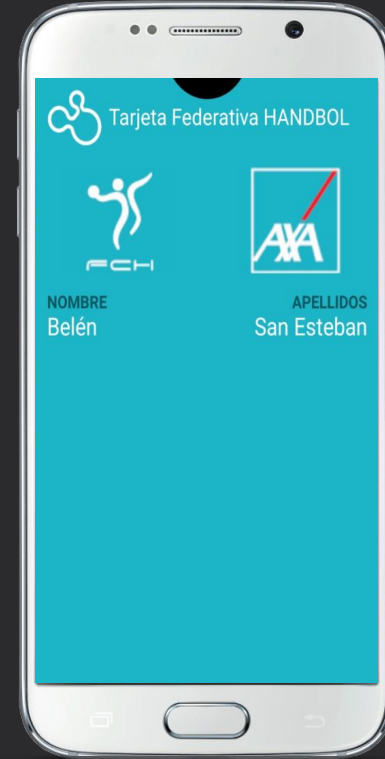 Tarjeta Federativa HANDBOL
FCH
AXA
NOMBRE
APELLIDOS
Belén
San Esteban